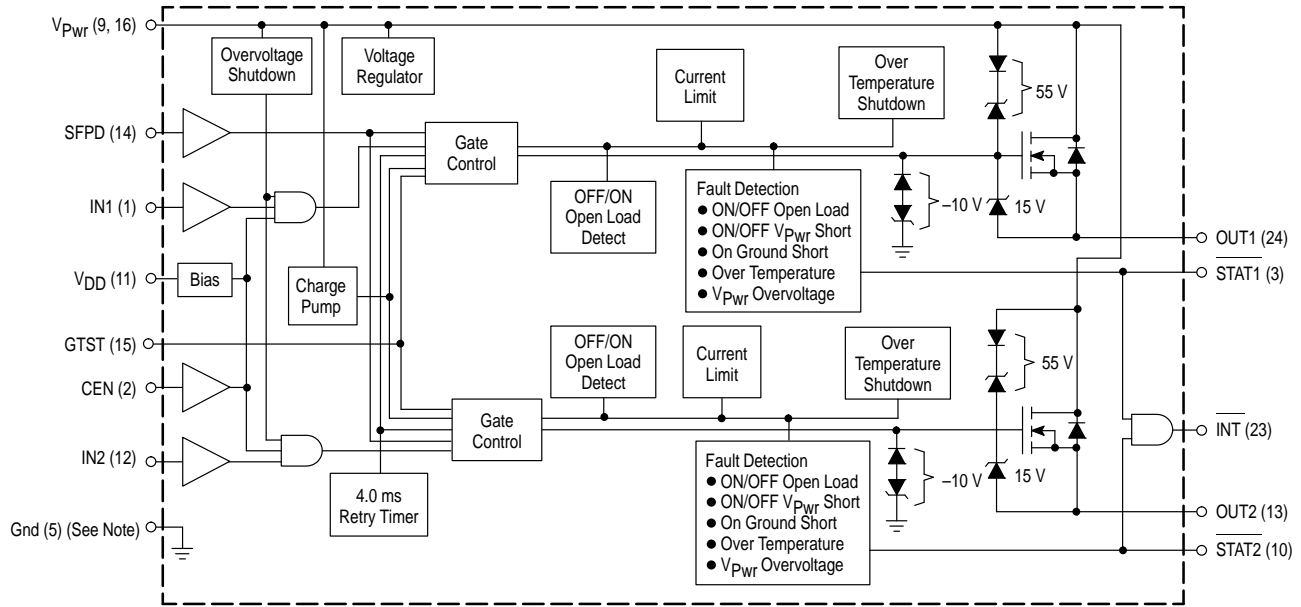 VPwr (9, 16)
Overvoltage
Shutdown
Voltage
Regulator
Current
Limit
Over
Temperature
Shutdown
55 V
SFPD (14)
Gate
Control
IN1 (1)
OFF/ON
Open Load
Detect
Fault Detection
● ON/OFF Open Load
● ON/OFF VPwr Short
● On Ground Short
● Over Temperature
● VPwr Overvoltage
–10 V
15 V
OUT1 (24)
STAT1 (3)
VDD (11)
Bias
Charge
Pump
GTST (15)
OFF/ON
Open Load
Detect
Current
Limit
Over
Temperature
Shutdown
55 V
CEN (2)
Gate
Control
INT (23)
IN2 (12)
4.0 ms
Retry Timer
Fault Detection
● ON/OFF Open Load
● ON/OFF VPwr Short
● On Ground Short
● Over Temperature
● VPwr Overvoltage
–10 V
15 V
OUT2 (13)
STAT2 (10)
Gnd (5) (See Note)